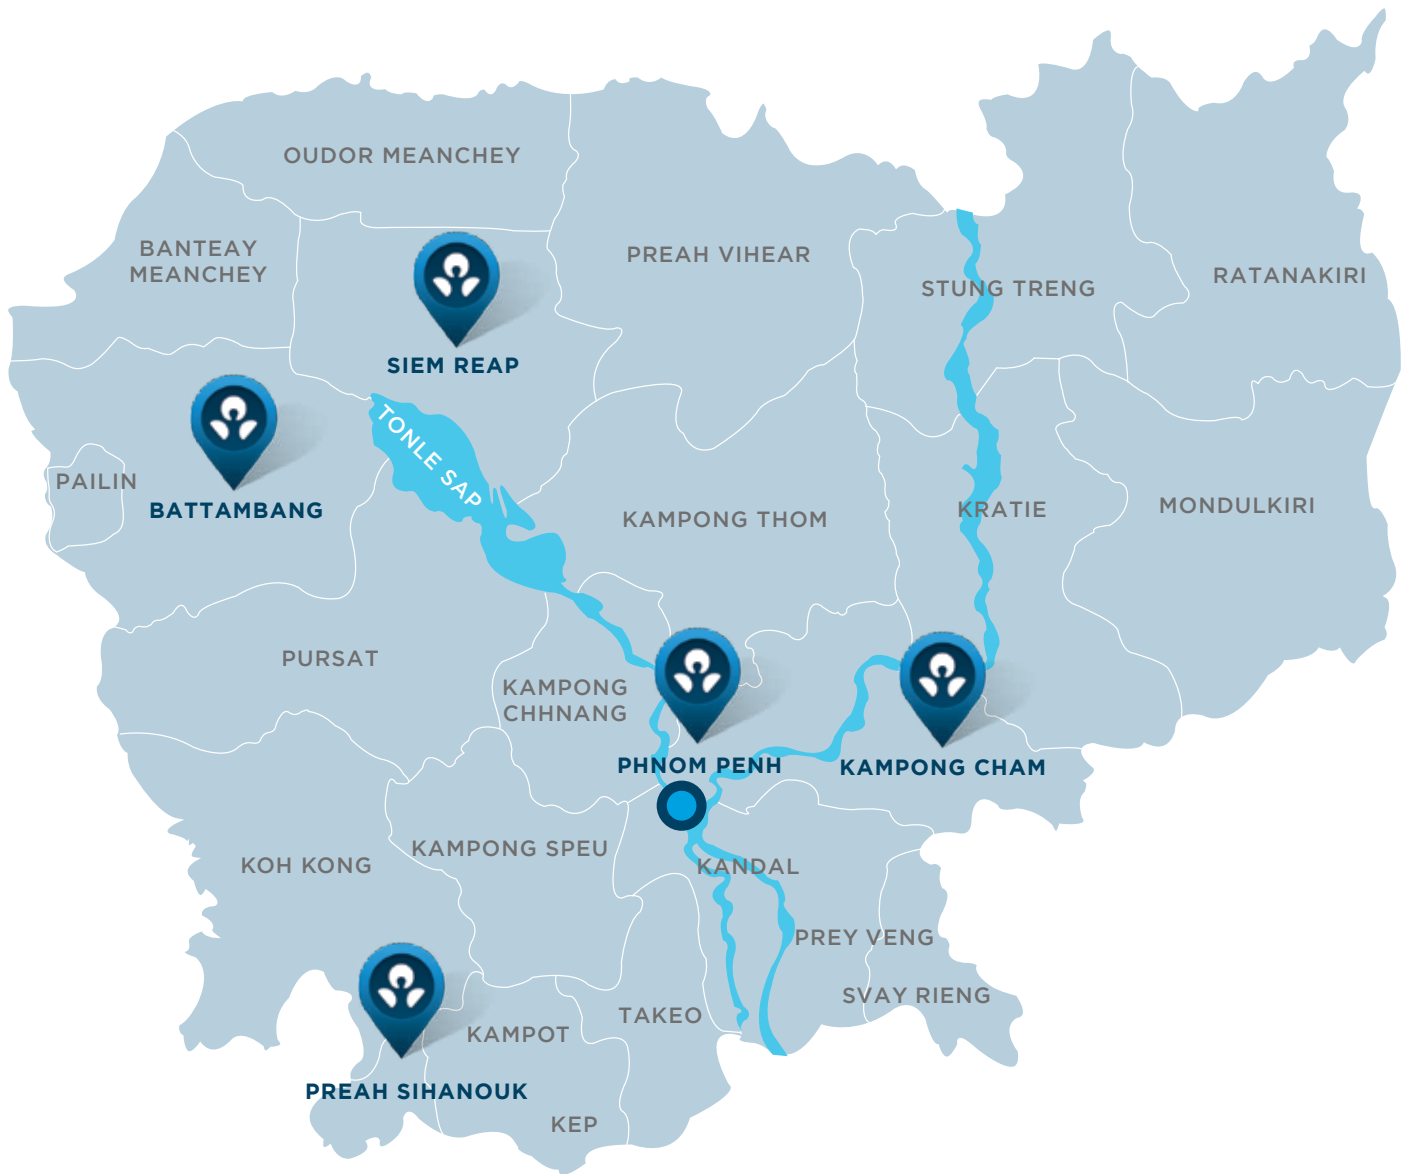 OUDOR MEANCHEY
BANTEAY
MEANCHEY
PREAH VIHEAR
STUNG TRENG
RATANAKIRI
SIEM REAP
TONLE SAP
PAILIN
BATTAMBANG
KAMPONG THOM
KRATIE
MONDULKIRI
PURSAT
KAMPONG
CHHNANG
PHNOM PENH
KAMPONG CHAM
KOH KONG
KAMPONG SPEU
KANDAL
PREY VENG
SVAY RIENG
TAKEO
KAMPOT
PREAH SIHANOUK
KEP